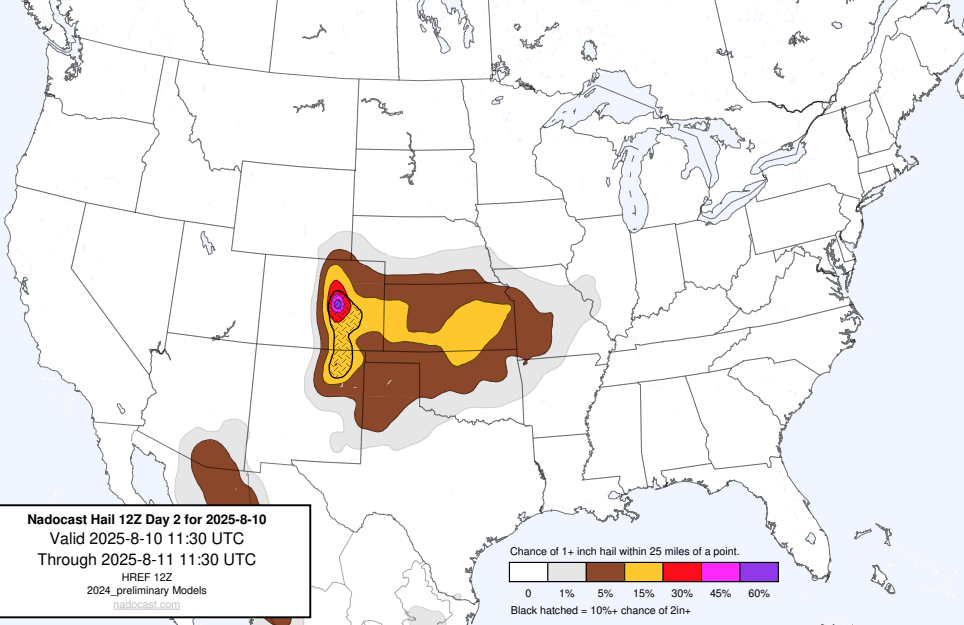 Nadocast Hail 12Z Day 2 for 2025-8-10
Valid 2025-8-10 11:30 UTC
Through 2025-8-11 11:30 UTC
HREF 12Z
2024_preliminary Models
nadocast.com
Chance of 1+ inch hail within 25 miles of a point.
0 1% 5% 15% 30% 45% 60%
Black hatched = 10%+ chance of 2in+